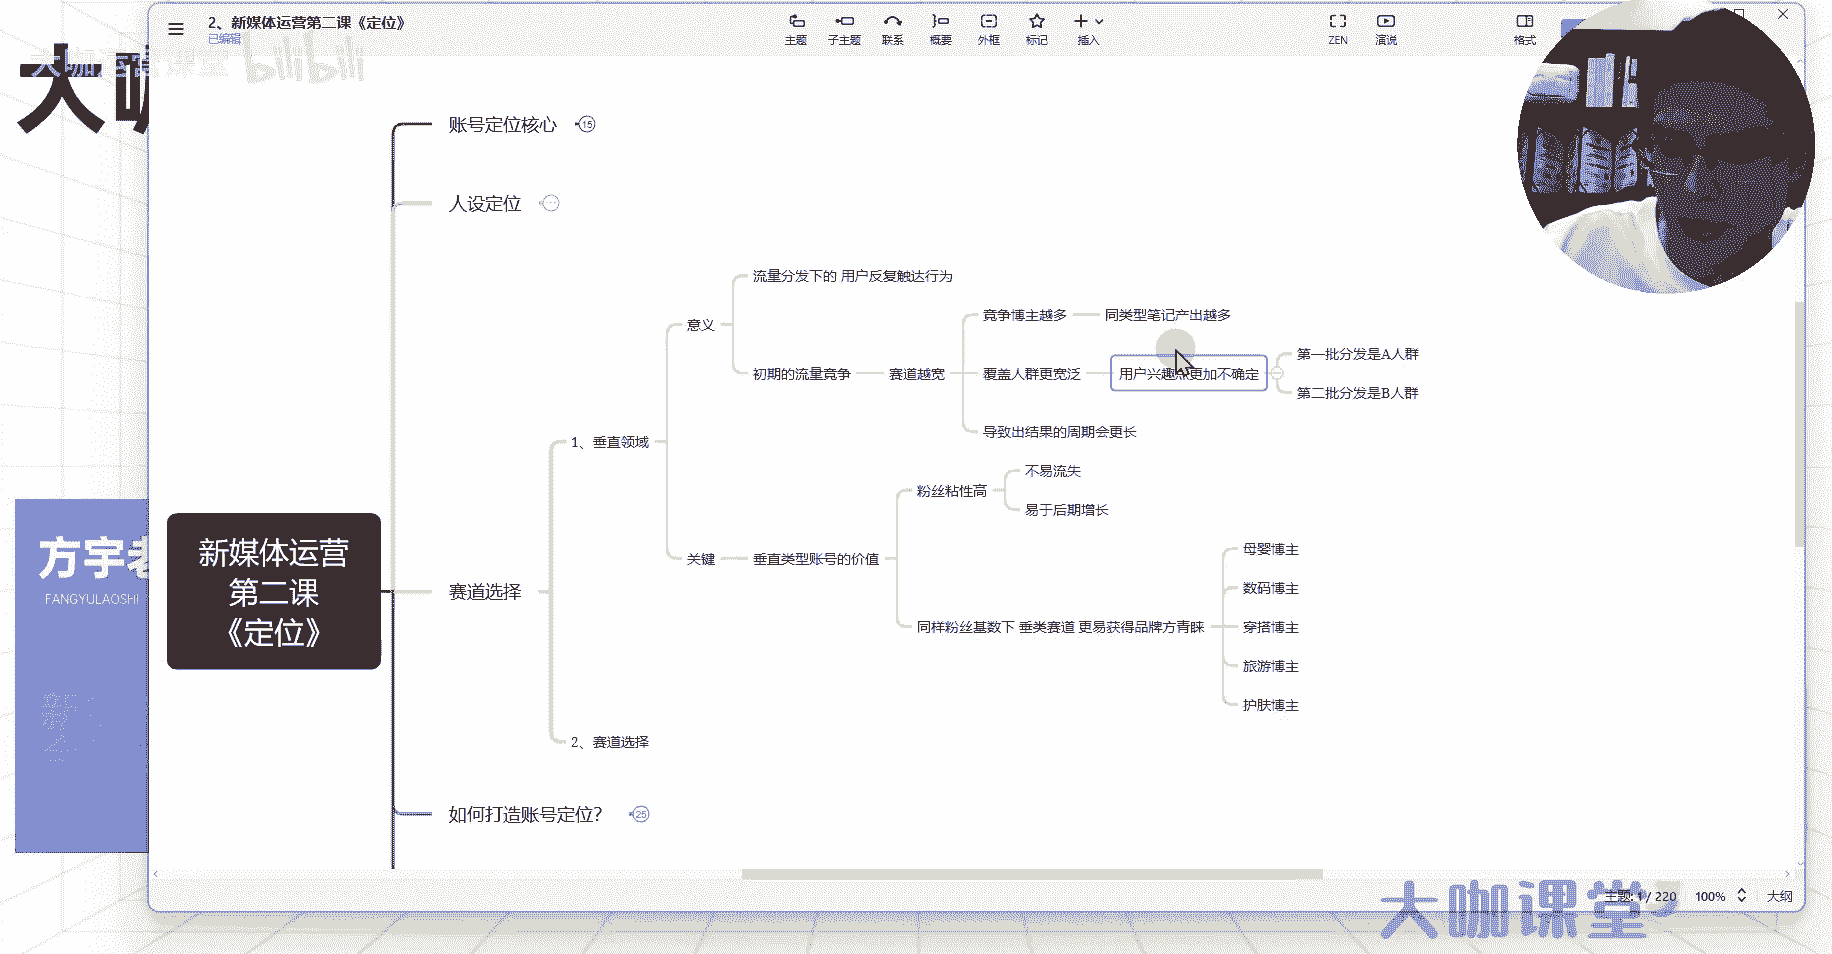 2、新媒体运营第二课《定位》
已编辑
主题
子主题
联系
概要
外框
标记
插入
ZEN
演说
格式
大咖运营课堂
bilibili
大
账号定位核心
15
人设定位
流量分发下的 用户反复触达行为
意义
竞争博主越多
同类型笔记产出越多
第一批分发是A人群
初期的流量竞争
赛道越宽
覆盖人群更宽泛
用户兴趣
更加不确定
第二批分发是B人群
导致出结果的周期会更长
1、垂直领域
不易流失
粉丝粘性高
易于后期增长
方宇老
FANGYULAOSHI
新媒体运营
第二课
《定位》
母婴博主
关键
垂直类型账号的价值
数码博主
赛道选择
同样粉丝基数下 垂类赛道 更易获得品牌方青睐
穿搭博主
旅游博主
护肤博主
2、赛道选择
如何打造账号定位?
25
主题: 1 / 220
100%
大纲
大咖课堂